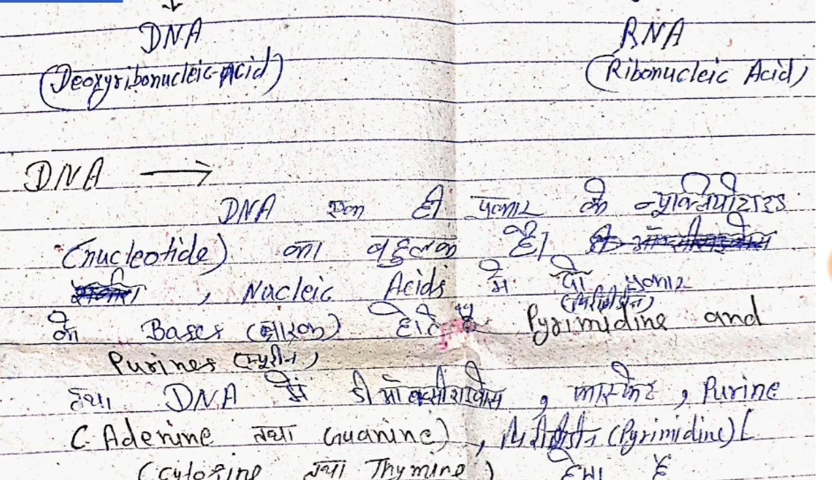 DNA RNA
(Deoxyribonucleic Acid) (Ribonucleic Acid)
DNA →
DNA एक ही प्रकार के न्यूक्लियोटाइड
(nucleotide) का बहुलक है।
, Nucleic Acids में दो प्रकार
के Bases (क्षारक) होते है Pyrimidine and
(पिरिमिडीन)
Purines (प्यूरीन)
तथा DNA में डीऑक्सीराइबोस , फास्फेट , Purine
(Adenine तथा Guanine) , (Pyrimidine) [
(Cytosine तथा Thymine) होता है